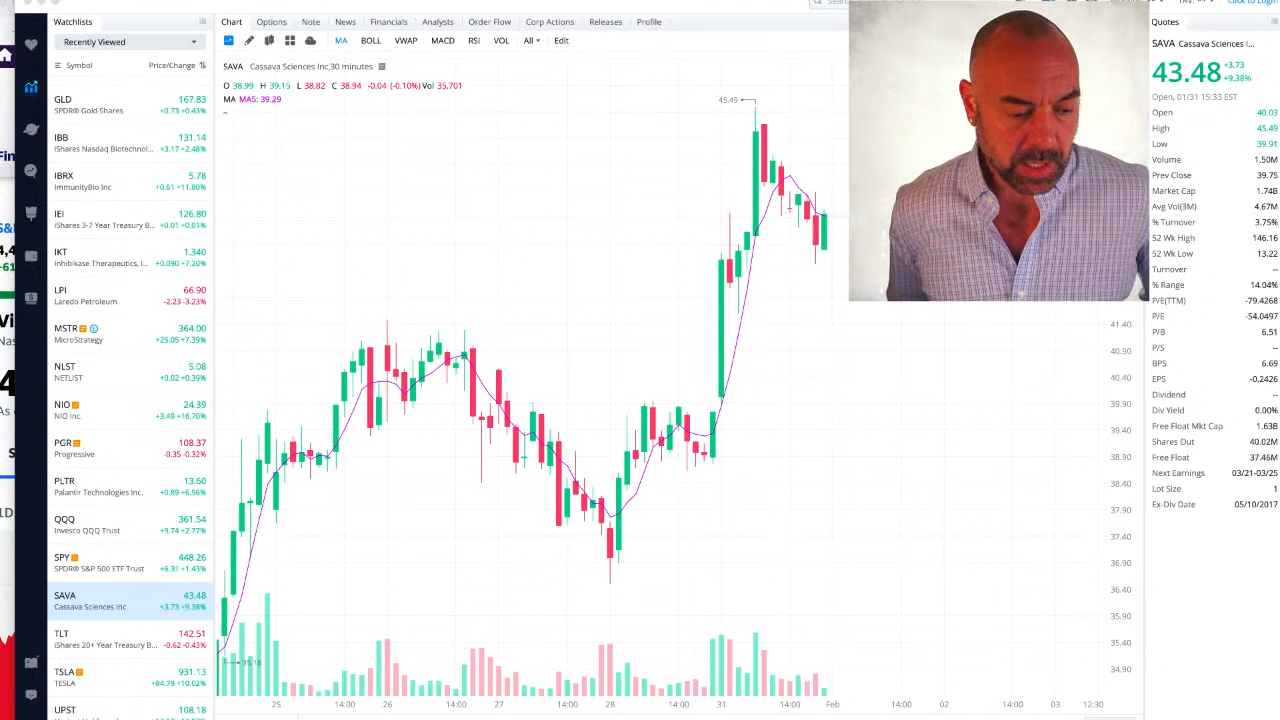 Watchlists
Recently Viewed
Symbol Price/Change
GLD 167.83
SPDR® Gold Shares +0.73 +0.43%
IBB 131.14
iShares Nasdaq Biotechnol... +3.17 +2.48%
IBRX 5.78
ImmunityBio Inc +0.61 +11.80%
IEI 126.80
iShares 3-7 Year Treasury B... +0.01 +0.01%
IKT 1.340
Inhibikase Therapeutics, I... +0.090 +7.20%
LPI 66.90
Laredo Petroleum -2.23 -3.23%
MSTR 364.00
MicroStrategy +25.05 +7.39%
NLST 5.08
NETLIST +0.02 +0.39%
NIO 24.39
NIO Inc. +3.49 +16.70%
PGR 108.37
Progressive -0.35 -0.32%
PLTR 13.60
Palantir Technologies Inc. +0.89 +6.96%
QQQ 361.54
Invesco QQQ Trust +9.74 +2.77%
SPY 448.26
SPDR® S&P 500 ETF Trust +6.31 +1.43%
SAVA 43.48
Cassava Sciences Inc +3.73 +9.38%
TLT 142.51
iShares 20+ Year Treasury B... -0.62 -0.43%
TSLA 931.13
TESLA +84.78 +10.02%
UPST 108.18
Chart Options Note News Financials Analysts Order Flow Corp Actions Releases Profile
MA BOLL VWAP MACD RSI VOL All Edit
SAVA Cassava Sciences Inc,30 minutes
O 38.99 H 39.15 L 38.82 C 38.94 -0.04 (-0.10%) Vol 35,701
MA MA5: 39.29
45.49
35.16
41.40
40.90
40.40
39.90
39.40
38.90
38.40
37.90
37.40
36.90
36.40
35.90
35.40
34.90
25 14:00 26 14:00 27 14:00 28 14:00 31 14:00 Feb 14:00 02 14:00 03 12:30
Quotes
SAVA Cassava Sciences I...
43.48 +3.73
+9.38%
Open, 01/31 15:33 EST
Open 40.03
High 45.49
Low 39.91
Volume 1.50M
Prev Close 39.75
Market Cap 1.74B
Avg Vol(3M) 4.67M
% Turnover 3.75%
52 Wk High 146.16
52 Wk Low 13.22
Turnover --
% Range 14.04%
P/E(TTM) -79.4268
P/E -54.0497
P/B 6.51
P/S --
BPS 6.69
EPS -0.2426
Dividend --
Div Yield 0.00%
Free Float Mkt Cap 1.63B
Shares Out 40.02M
Free Float 37.46M
Next Earnings 03/21-03/25
Lot Size 1
Ex-Div Date 05/10/2017